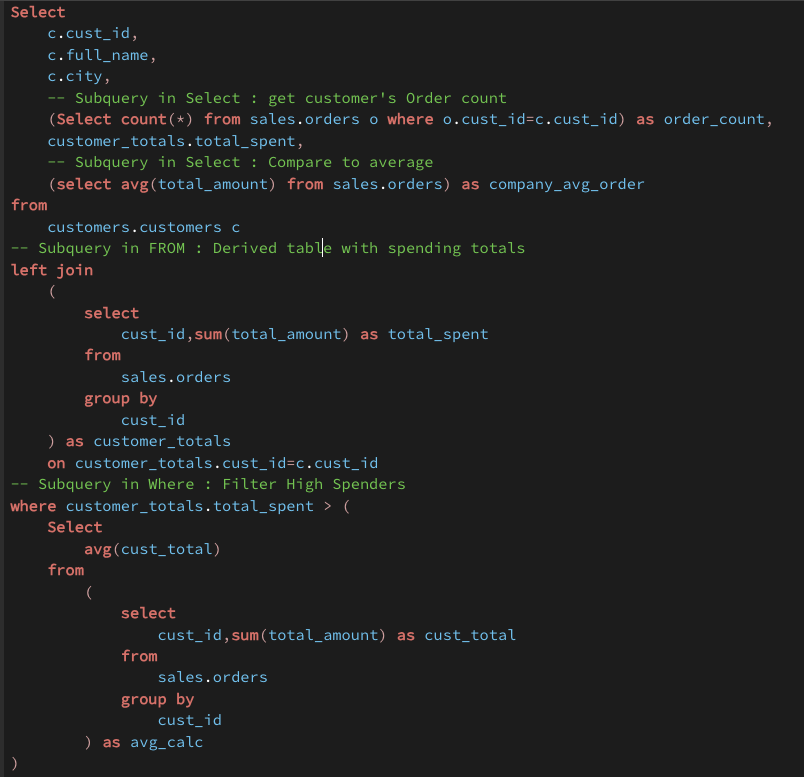 Select
    c.cust_id,
    c.full_name,
    c.city,
    -- Subquery in Select : get customer's Order count
    (Select count(*) from sales.orders o where o.cust_id=c.cust_id) as order_count,
    customer_totals.total_spent,
    -- Subquery in Select : Compare to average
    (select avg(total_amount) from sales.orders) as company_avg_order
from
    customers.customers c
-- Subquery in FROM : Derived table with spending totals
left join
    (
        select
            cust_id,sum(total_amount) as total_spent
        from
            sales.orders
        group by
            cust_id
    ) as customer_totals
    on customer_totals.cust_id=c.cust_id
-- Subquery in Where : Filter High Spenders
where customer_totals.total_spent > (
    Select
        avg(cust_total)
    from
        (
            select
                cust_id,sum(total_amount) as cust_total
            from
                sales.orders
            group by
                cust_id
        ) as avg_calc
)